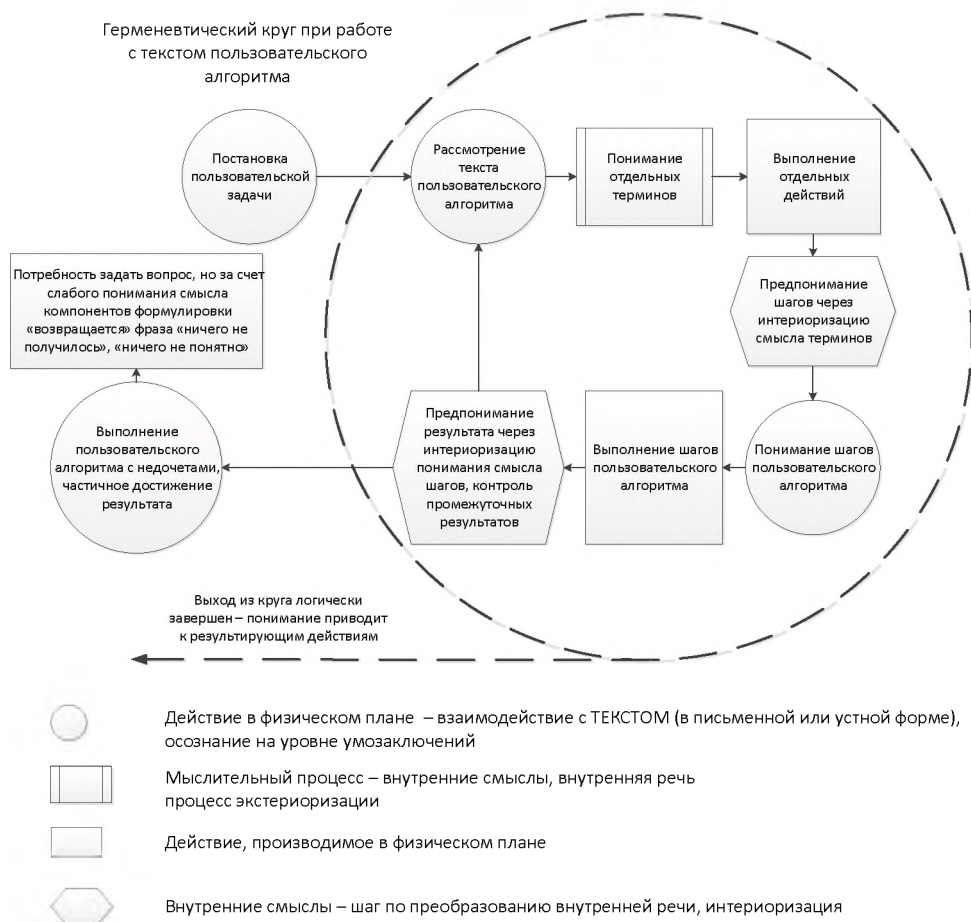 Герменевтический круг при работе
с текстом пользовательского
алгоритма
Постановка
пользовательской
задачи
Рассмотрение
текста
пользовательского
алгоритма
Понимание
отдельных
терминов
Выполнение
отдельных
действий
Предпонимание
шагов через
интериоризацию
смысла терминов
Понимание шагов
пользовательского
алгоритма
Выполнение шагов
пользовательского
алгоритма
Предпонимание
результата через
интериоризацию
понимания смысла
шагов, контроль
промежуточных
результатов
Выполнение
пользовательского
алгоритма с недочетами,
частичное достижение
результата
Потребность задать вопрос, но за счет
слабого понимания смысла
компонентов формулировки
«возвращается» фраза «ничего не
получилось», «ничего не понятно»
Выход из круга логически
завершен – понимание приводит
к результирующим действиям
Действие в физическом плане – взаимодействие с ТЕКСТОМ (в письменной или устной форме),
осознание на уровне умозаключений
Мыслительный процесс – внутренние смыслы, внутренняя речь
процесс экстериоризации
Действие, производимое в физическом плане
Внутренние смыслы – шаг по преобразованию внутренней речи, интериоризация